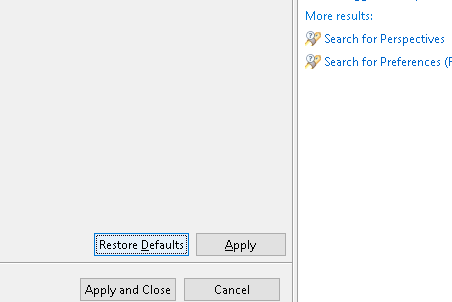 More results:
Search for Perspectives
Search for Preferences (
Restore Defaults
Apply
Apply and Close
Cancel